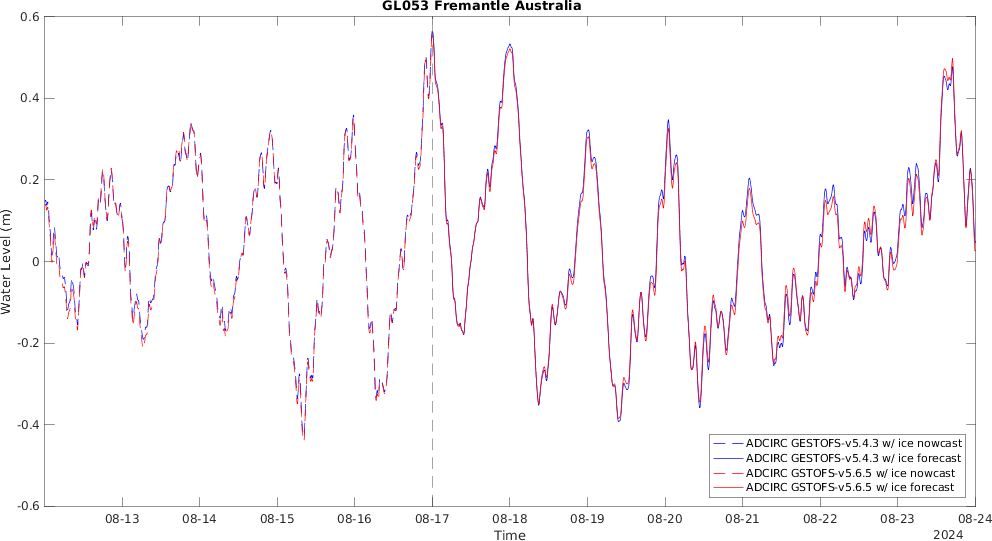 GL053 Fremantle Australia
Water Level (m)
0.6
0.4
0.2
0
-0.2
-0.4
-0.6
08-13 08-14 08-15 08-16 08-17 08-18 08-19 08-20 08-21 08-22 08-23 08-24
Time
2024
ADCIRC GESTOFS-v5.4.3 w/ ice nowcast
ADCIRC GESTOFS-v5.4.3 w/ ice forecast
ADCIRC GSTOFS-v5.6.5 w/ ice nowcast
ADCIRC GSTOFS-v5.6.5 w/ ice forecast